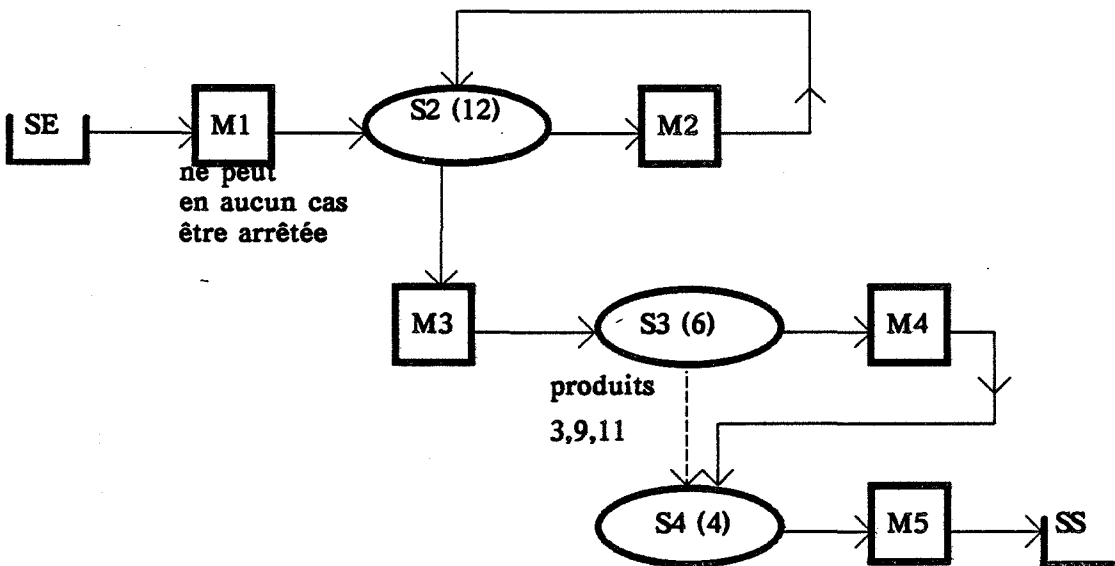 SE
M1
S2 (12)
M2
ne peut
en aucun cas
être arrêtée
M3
S3 (6)
M4
produits
3,9,11
S4 (4)
M5
SS